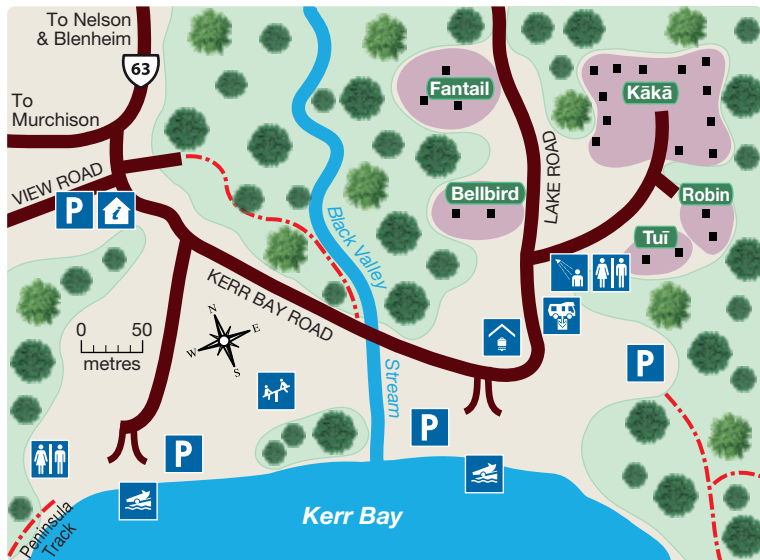 To Nelson
& Blenheim
63
To
Murchison
VIEW ROAD
P
i
Fantail
Kākā
LAKE ROAD
Bellbird
Robin
Tuī
Black Valley
Stream
KERR BAY ROAD
N
E
W
S
0 50
metres
P
P
P
Kerr Bay
Peninsula
Track